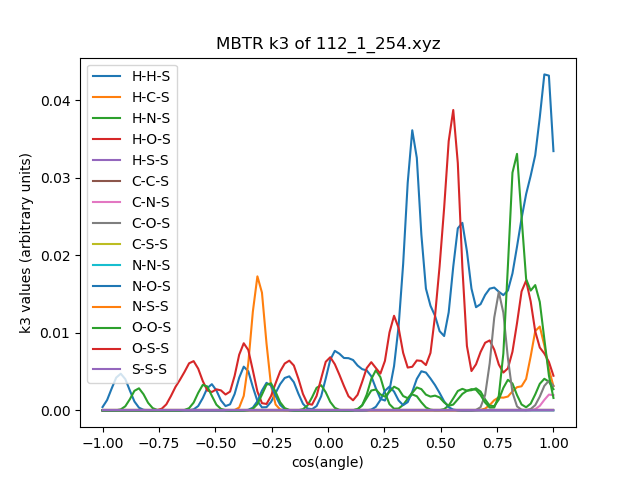 MBTR k3 of 112_1_254.xyz
k3 values (arbitrary units)
0.04
0.03
0.02
0.01
0.00
H-H-S
H-C-S
H-N-S
H-O-S
H-S-S
C-C-S
C-N-S
C-O-S
C-S-S
N-N-S
N-O-S
N-S-S
O-O-S
O-S-S
S-S-S
−1.00 −0.75 −0.50 −0.25 0.00 0.25 0.50 0.75 1.00
cos(angle)